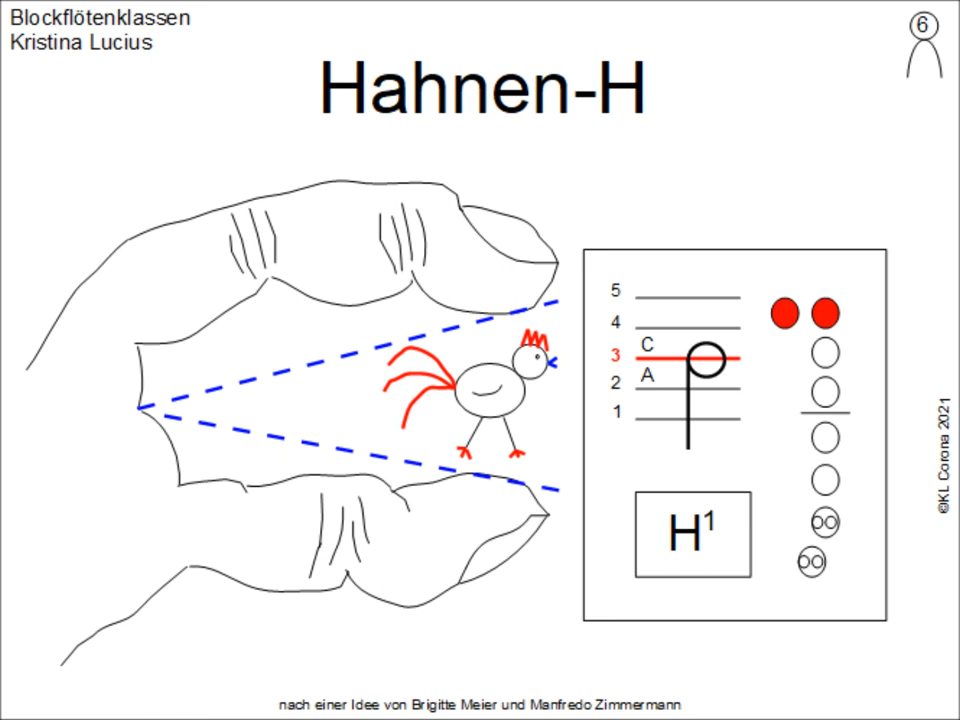 Blockflötenklassen
Kristina Lucius
6
Hahnen-H
5
4
C
3
A
2
1
H¹
©KL Corona 2021
nach einer Idee von Brigitte Meier und Manfredo Zimmermann